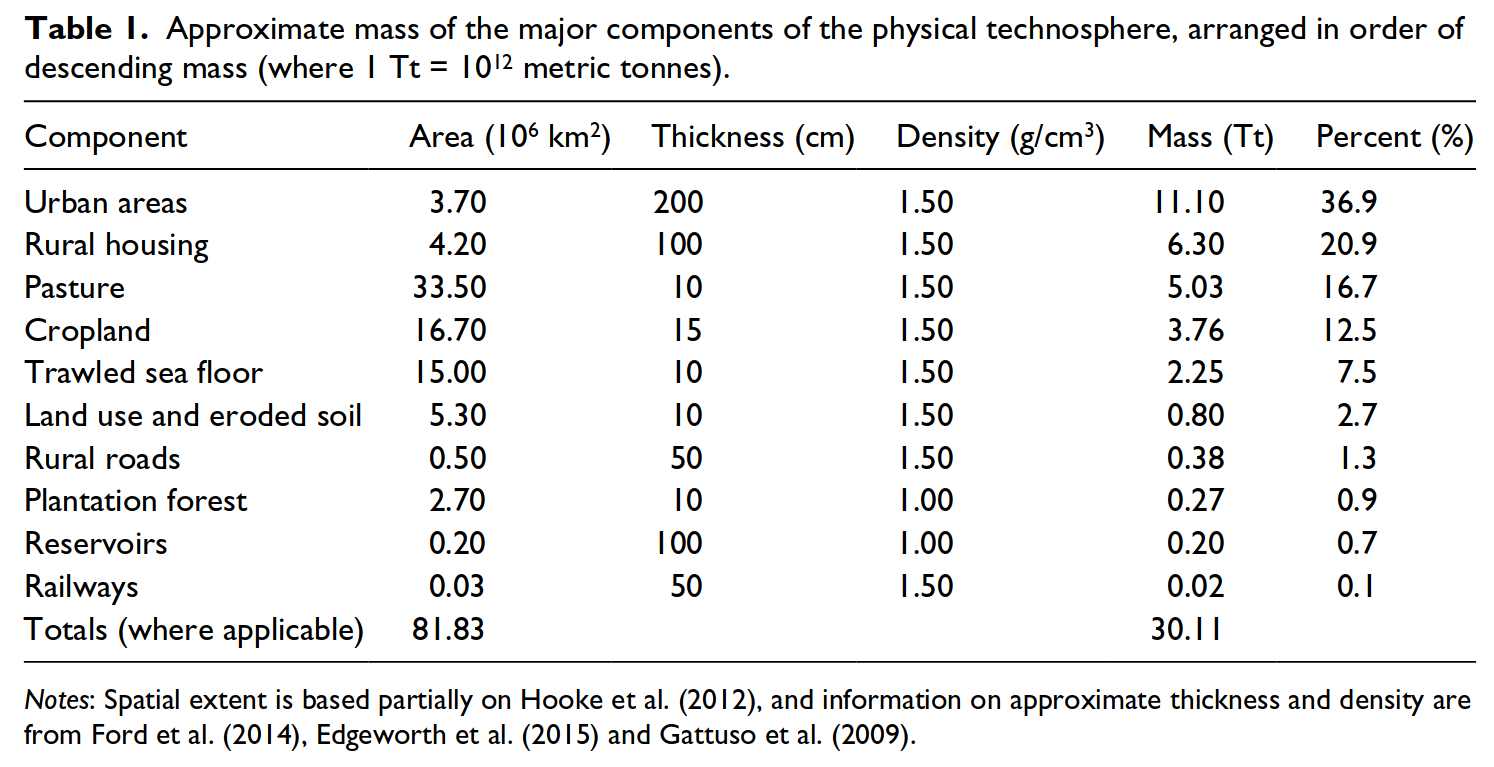 Table 1. Approximate mass of the major components of the physical technosphere, arranged in order of
descending mass (where 1 Tt = 10¹² metric tonnes).
Component Area (10⁶ km²) Thickness (cm) Density (g/cm³) Mass (Tt) Percent (%)
Urban areas 3.70 200 1.50 11.10 36.9
Rural housing 4.20 100 1.50 6.30 20.9
Pasture 33.50 10 1.50 5.03 16.7
Cropland 16.70 15 1.50 3.76 12.5
Trawled sea floor 15.00 10 1.50 2.25 7.5
Land use and eroded soil 5.30 10 1.50 0.80 2.7
Rural roads 0.50 50 1.50 0.38 1.3
Plantation forest 2.70 10 1.00 0.27 0.9
Reservoirs 0.20 100 1.00 0.20 0.7
Railways 0.03 50 1.50 0.02 0.1
Totals (where applicable) 81.83 30.11
Notes: Spatial extent is based partially on Hooke et al. (2012), and information on approximate thickness and density are
from Ford et al. (2014), Edgeworth et al. (2015) and Gattuso et al. (2009).